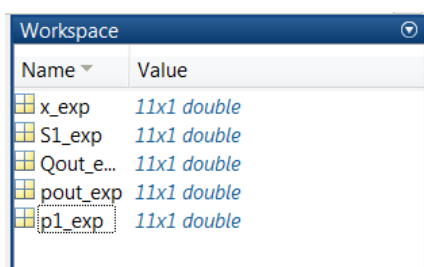 Workspace
Name Value
x_exp 11x1 double
S1_exp 11x1 double
Qout_e... 11x1 double
pout_exp 11x1 double
p1_exp 11x1 double